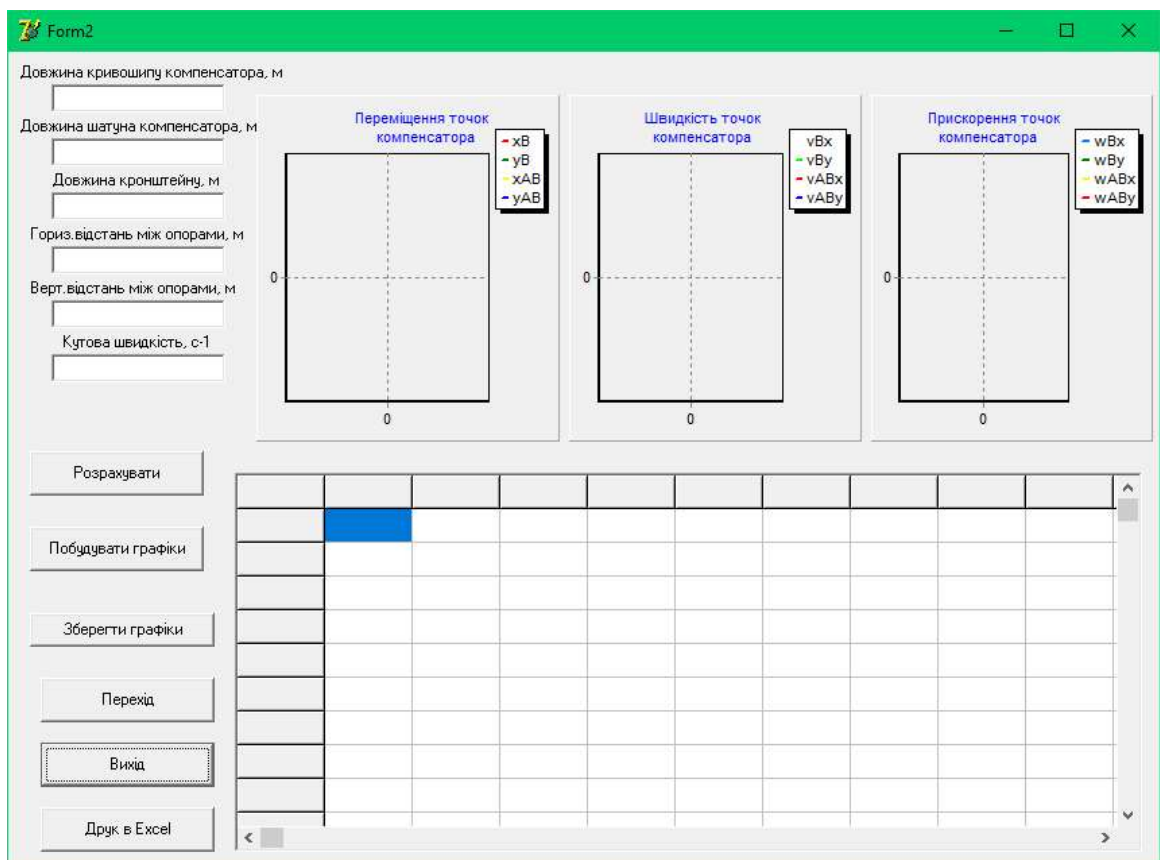 Form2
Довжина кривошипу компенсатора, м
Довжина шатуна компенсатора, м
Довжина кронштейну, м
Гориз.відстань між опорами, м
Верт.відстань між опорами, м
Кутова швидкість, с-1
Переміщення точок
компенсатора
xB
yB
xAB
yAB
0
0
Швидкість точок
компенсатора
vBx
vBy
vABx
vABy
0
0
Прискорення точок
компенсатора
wBx
wBy
wABx
wABy
0
0
Розрахувати
Побудувати графіки
Зберегти графіки
Перехід
Вихід
Друк в Excel